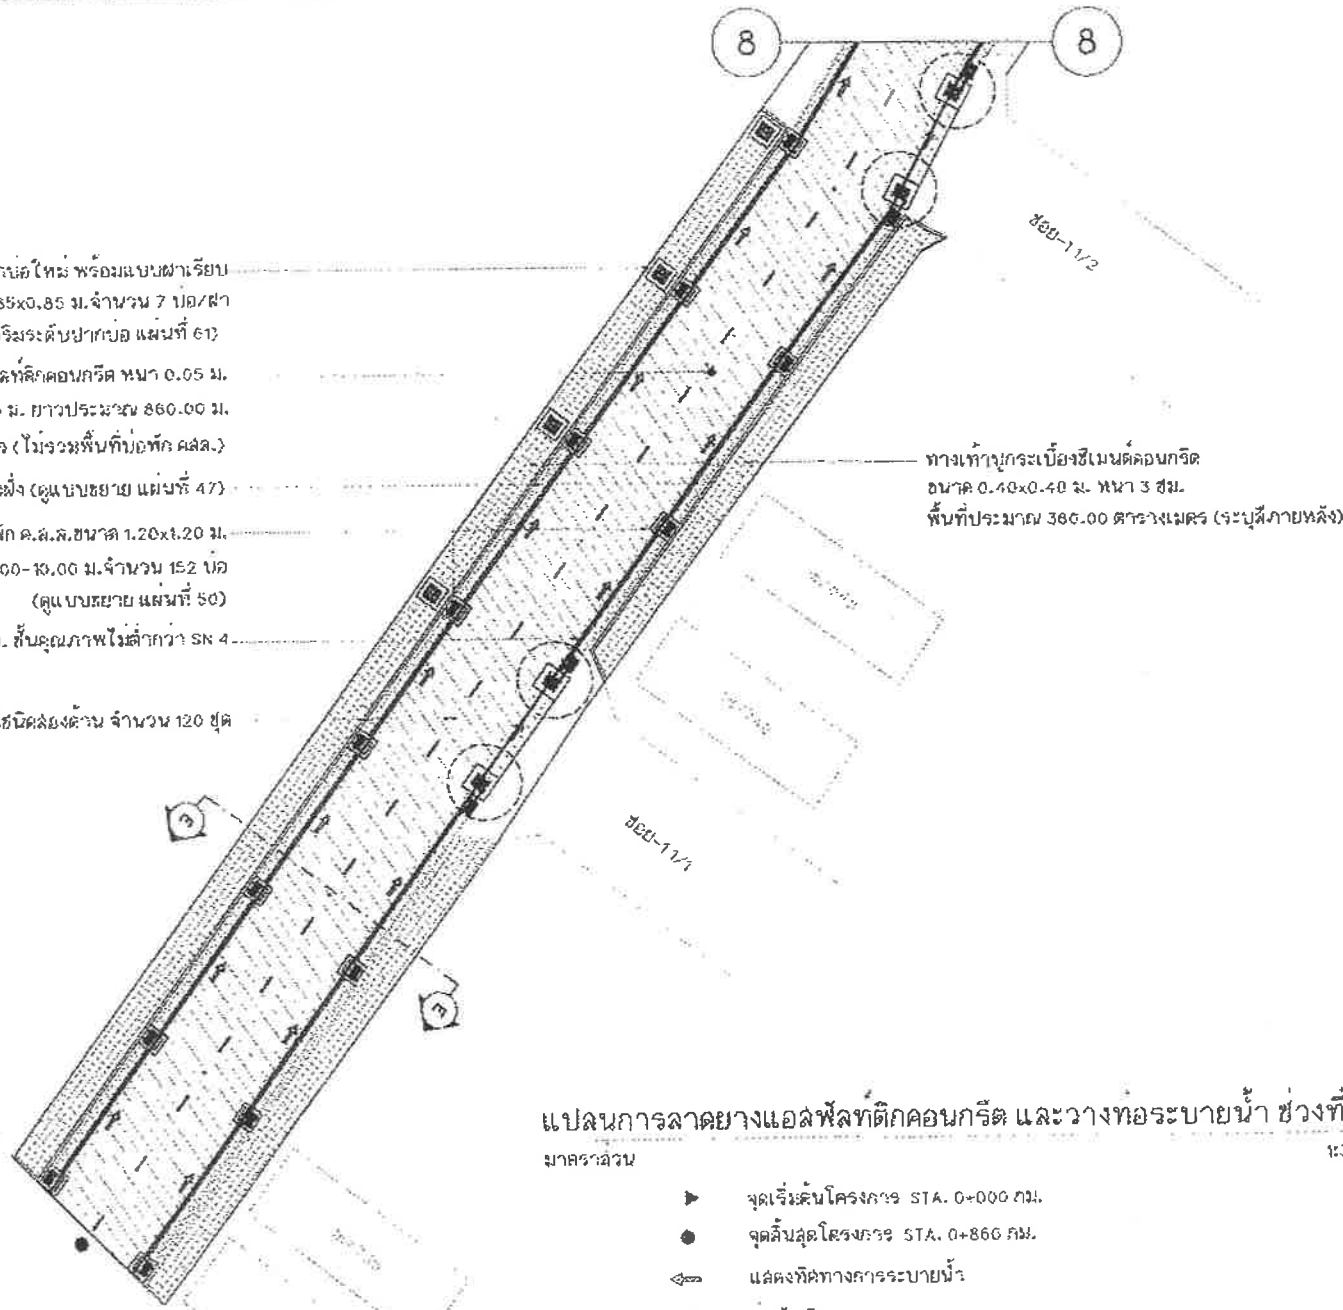 8
8
ซอย-11/2
บ่อใหม่ พร้อมแบบฝาเรียบ
85x0.85 ม.จำนวน 7 บ่อ/ฝา
ระดับปากบ่อ แผ่นที่ 61)
คอนกรีต หนา 0.05 ม.
ม. ยาวประมาณ 860.00 ม.
(ไม่รวมพื้นที่บ่อพัก คสล.)
(ดูแบบขยาย แผ่นที่ 47)
ค.ส.ล.ขนาด 1.20x1.20 ม.
00-10.00 ม.จำนวน 152 บ่อ
(ดูแบบขยาย แผ่นที่ 50)
ชั้นคุณภาพไม่ต่ำกว่า SN 4
ชนิดสองด้าน จำนวน 120 ชุด
ทางเท้าปูกระเบื้องซีเมนต์คอนกรีต
ขนาด 0.40x0.40 ม. หนา 3 ซม.
พื้นที่ประมาณ 360.00 ตารางเมตร (ระบุสีภายหลัง)
ซอย-11/1
3
3
แปลนการลาดยางแอสฟัลท์ติกคอนกรีต และวางท่อระบายน้ำ ช่วงที่
มาตราส่วน
จุดเริ่มต้นโครงการ STA. 0+000 กม.
จุดสิ้นสุดโครงการ STA. 0+860 กม.
แสดงทิศทางการระบายน้ำ